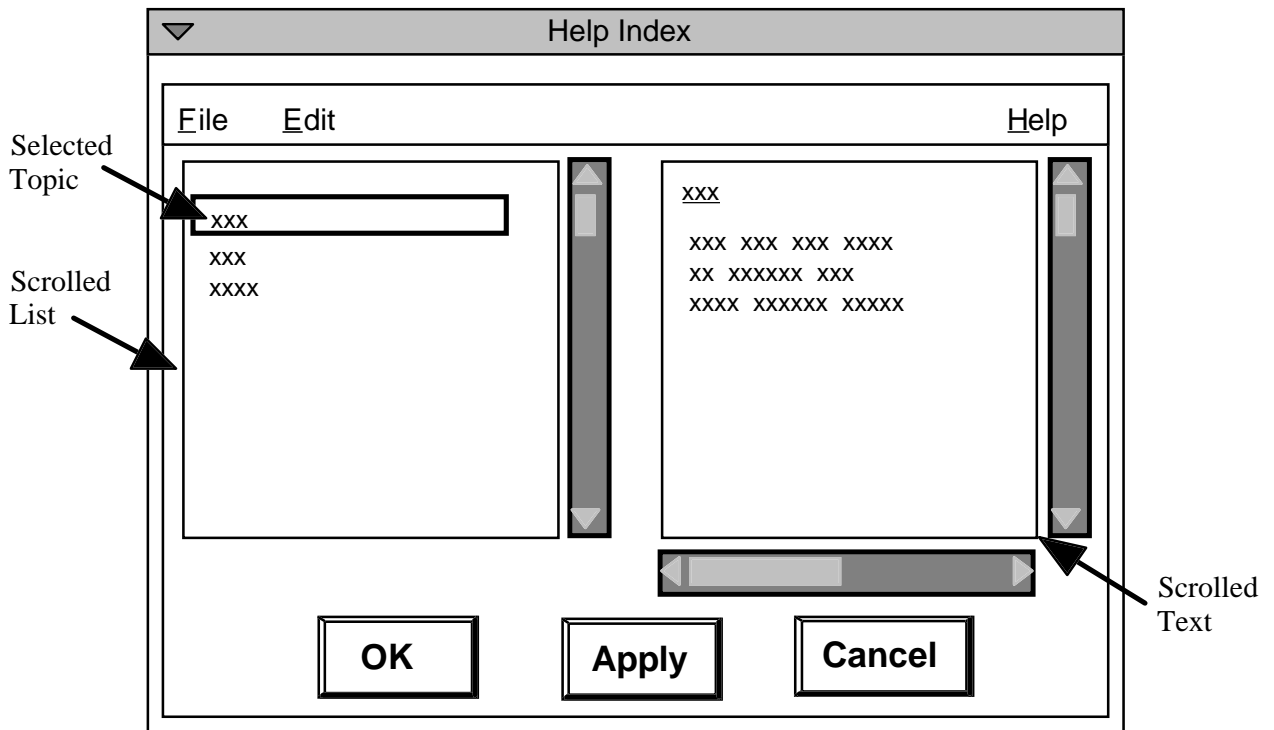 Help Index
File Edit Help
Selected
Topic
xxx
xxx
xxxx
Scrolled
List
xxx
xxx xxx xxx xxxx
xx xxxxxx xxx
xxxx xxxxxx xxxxx
Scrolled
Text
OK Apply Cancel